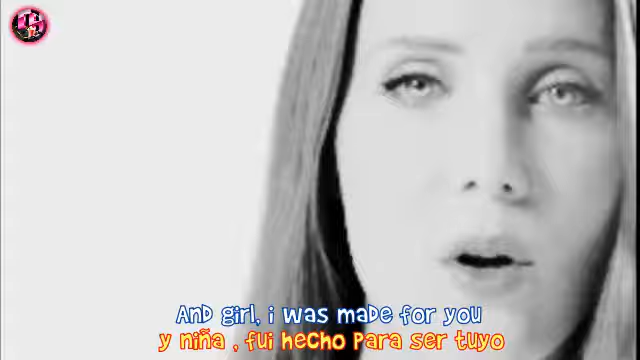 And girl, i was made for you
y niña , fui hecho para ser tuyo